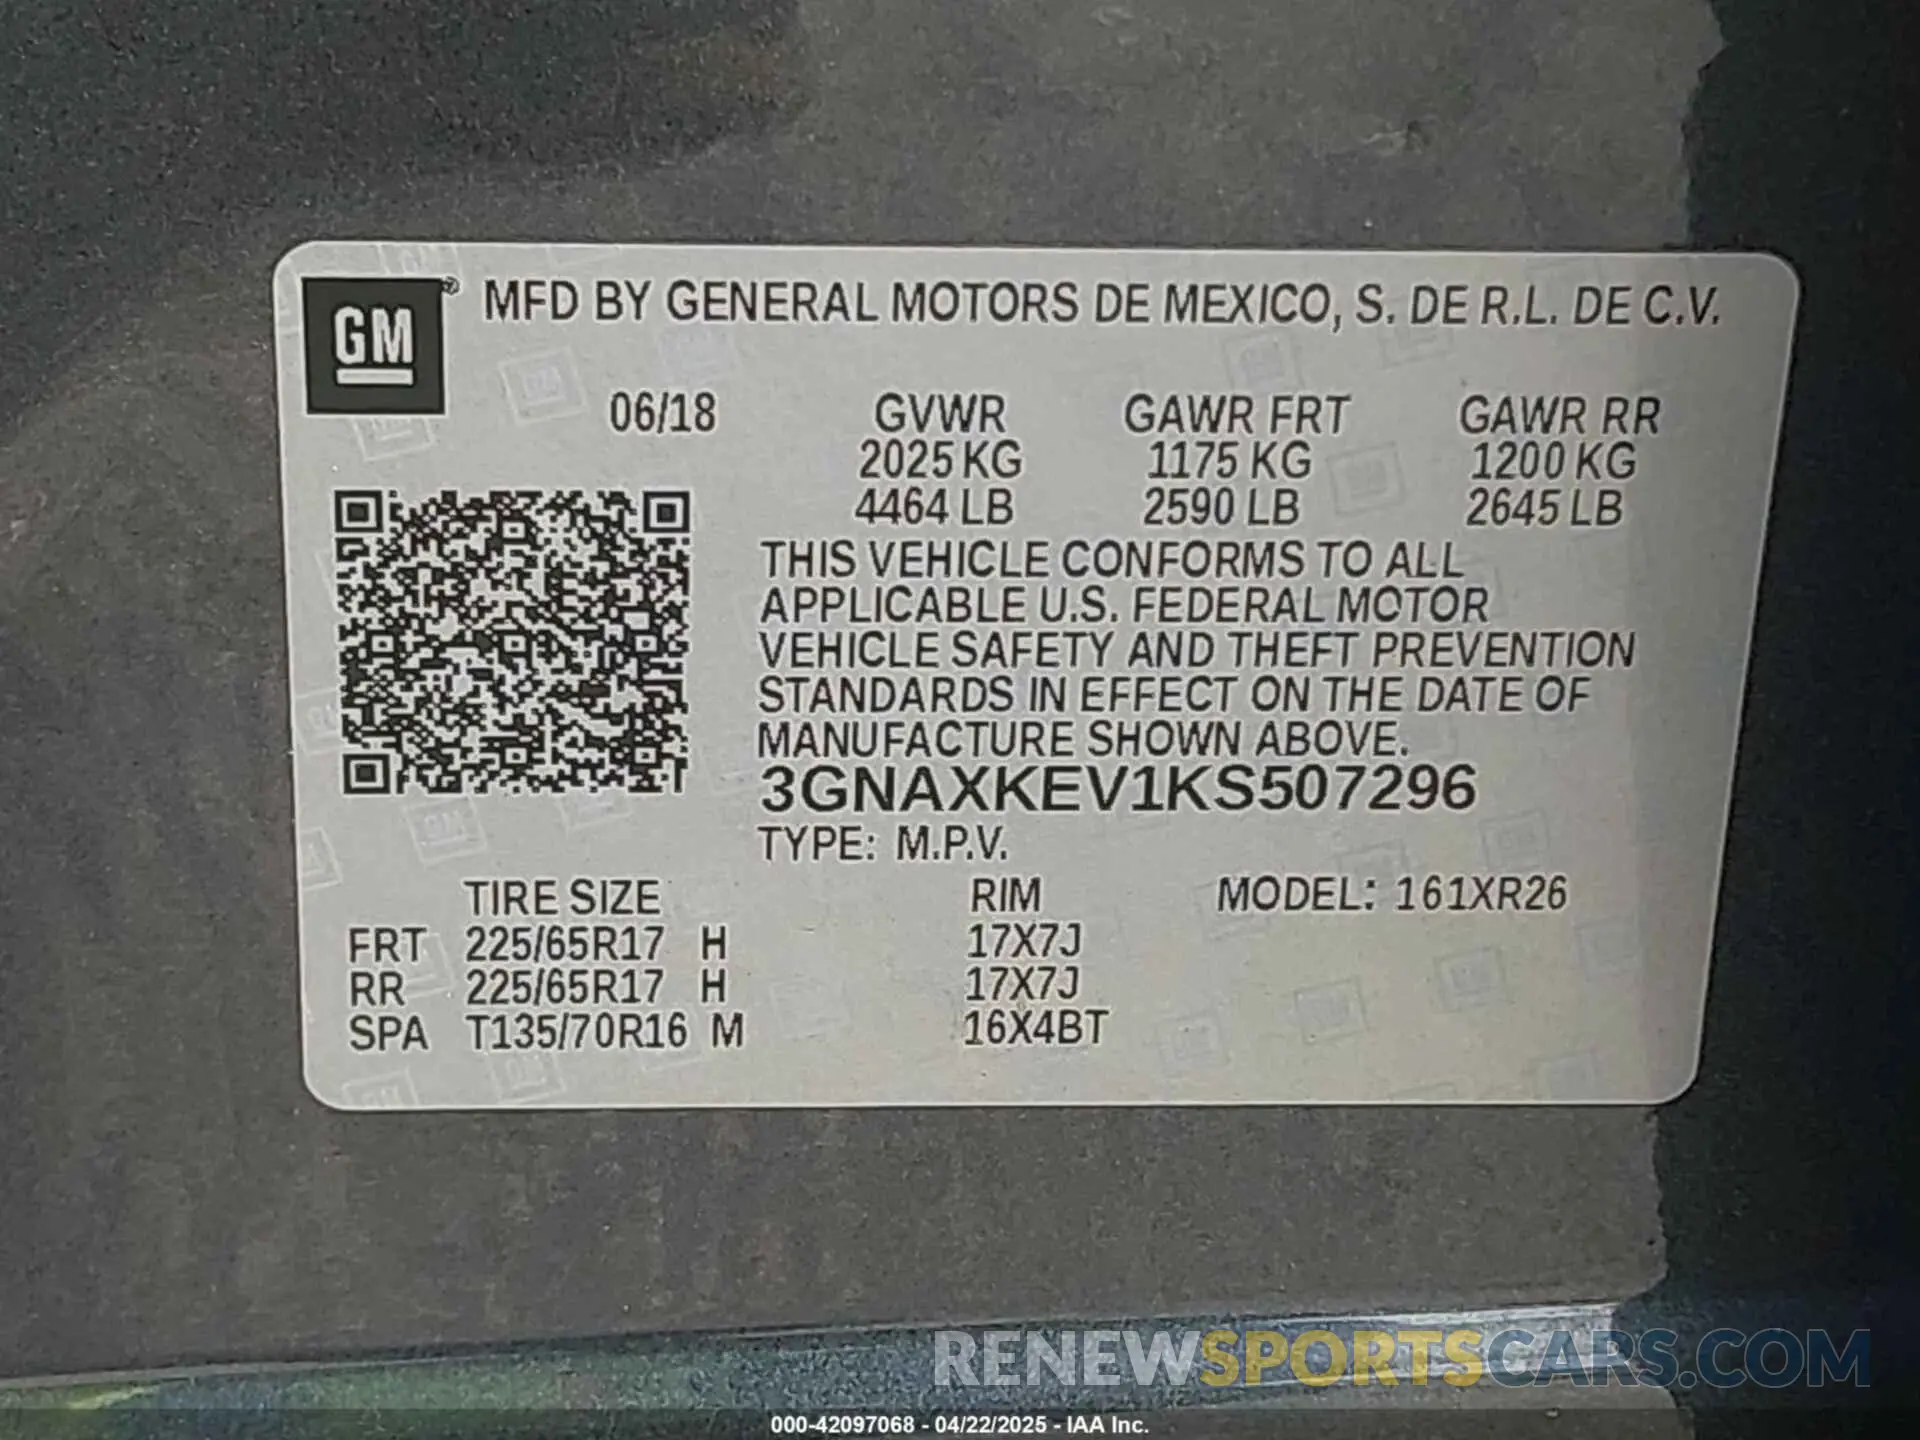 GM
MFD BY GENERAL MOTORS DE MEXICO, S. DE R.L. DE C.V.
06/18 GVWR GAWR FRT GAWR RR
2025 KG 1175 KG 1200 KG
4464 LB 2590 LB 2645 LB
THIS VEHICLE CONFORMS TO ALL
APPLICABLE U.S. FEDERAL MOTOR
VEHICLE SAFETY AND THEFT PREVENTION
STANDARDS IN EFFECT ON THE DATE OF
MANUFACTURE SHOWN ABOVE.
3GNAXKEV1KS507296
TYPE: M.P.V.
TIRE SIZE RIM MODEL: 161XR26
FRT 225/65R17 H 17X7J
RR 225/65R17 H 17X7J
SPA T135/70R16 M 16X4BT
RENEWSPORTSCARS.COM
000-42097068 - 04/22/2025 - IAA Inc.